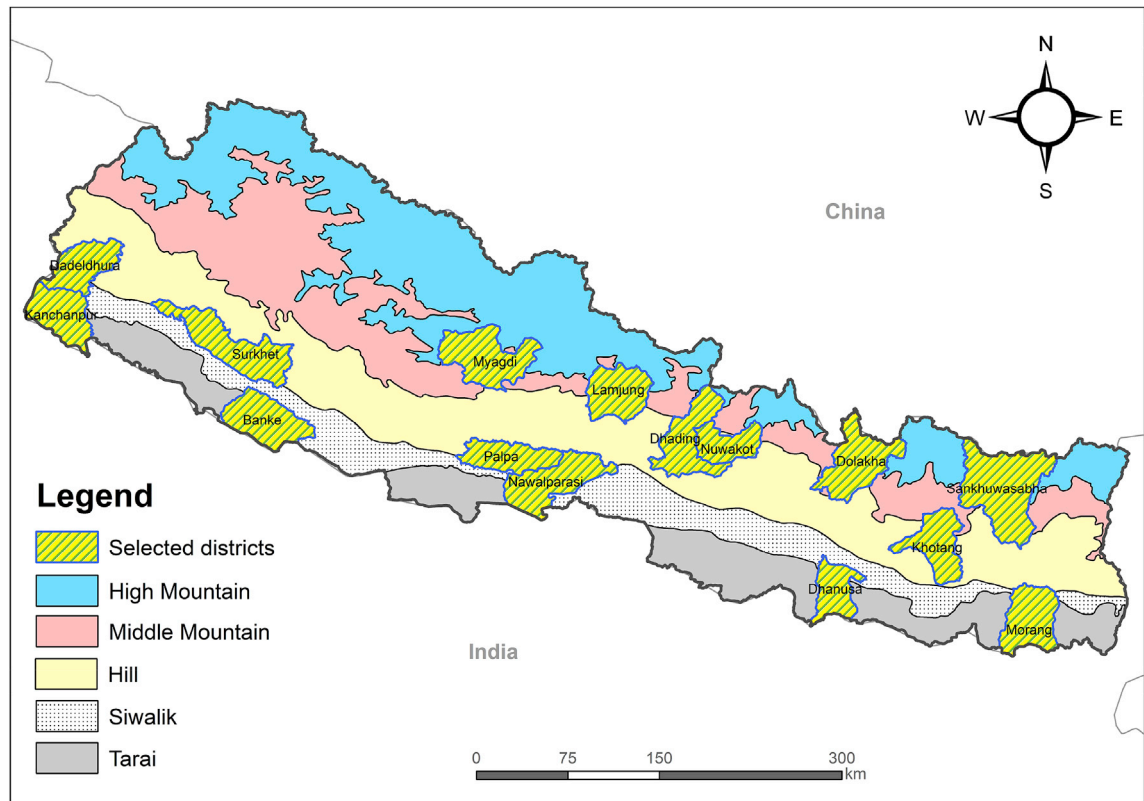 N
W
E
S
China
Dadeldhura
Kanchanpur
Surkhet
Myagdi
Lamjung
Banke
Dhading
Nuwakot
Palpa
Dolakha
Nawalparasi
Sankhuwasabha
Khotang
Dhanusa
Morang
India
Legend
Selected districts
High Mountain
Middle Mountain
Hill
Siwalik
Tarai
0 75 150 300
km